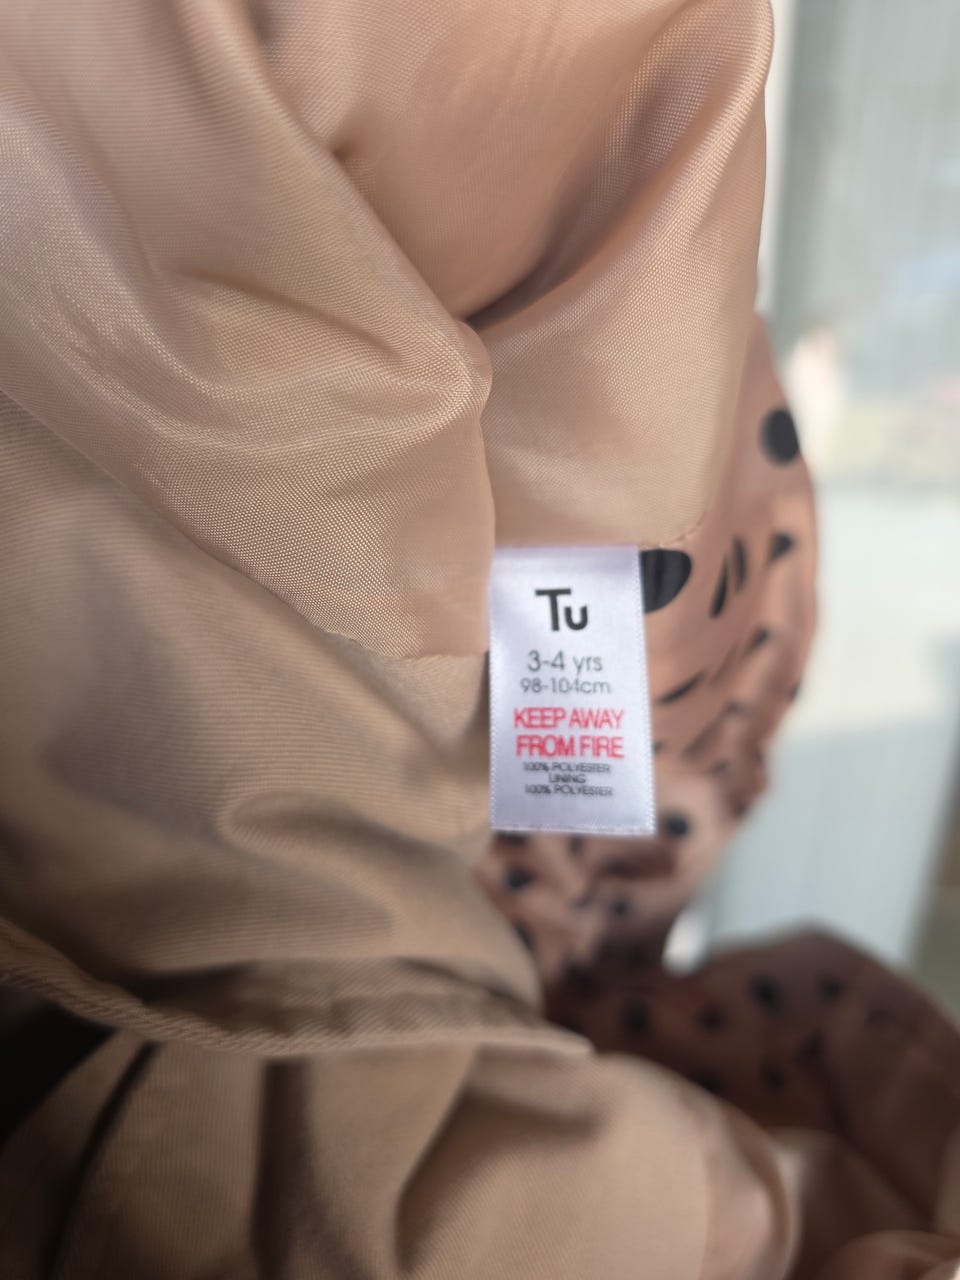 Tu
3-4 yrs
98-104cm
KEEP AWAY
FROM FIRE
100% POLYESTER
LINING
100% POLYESTER